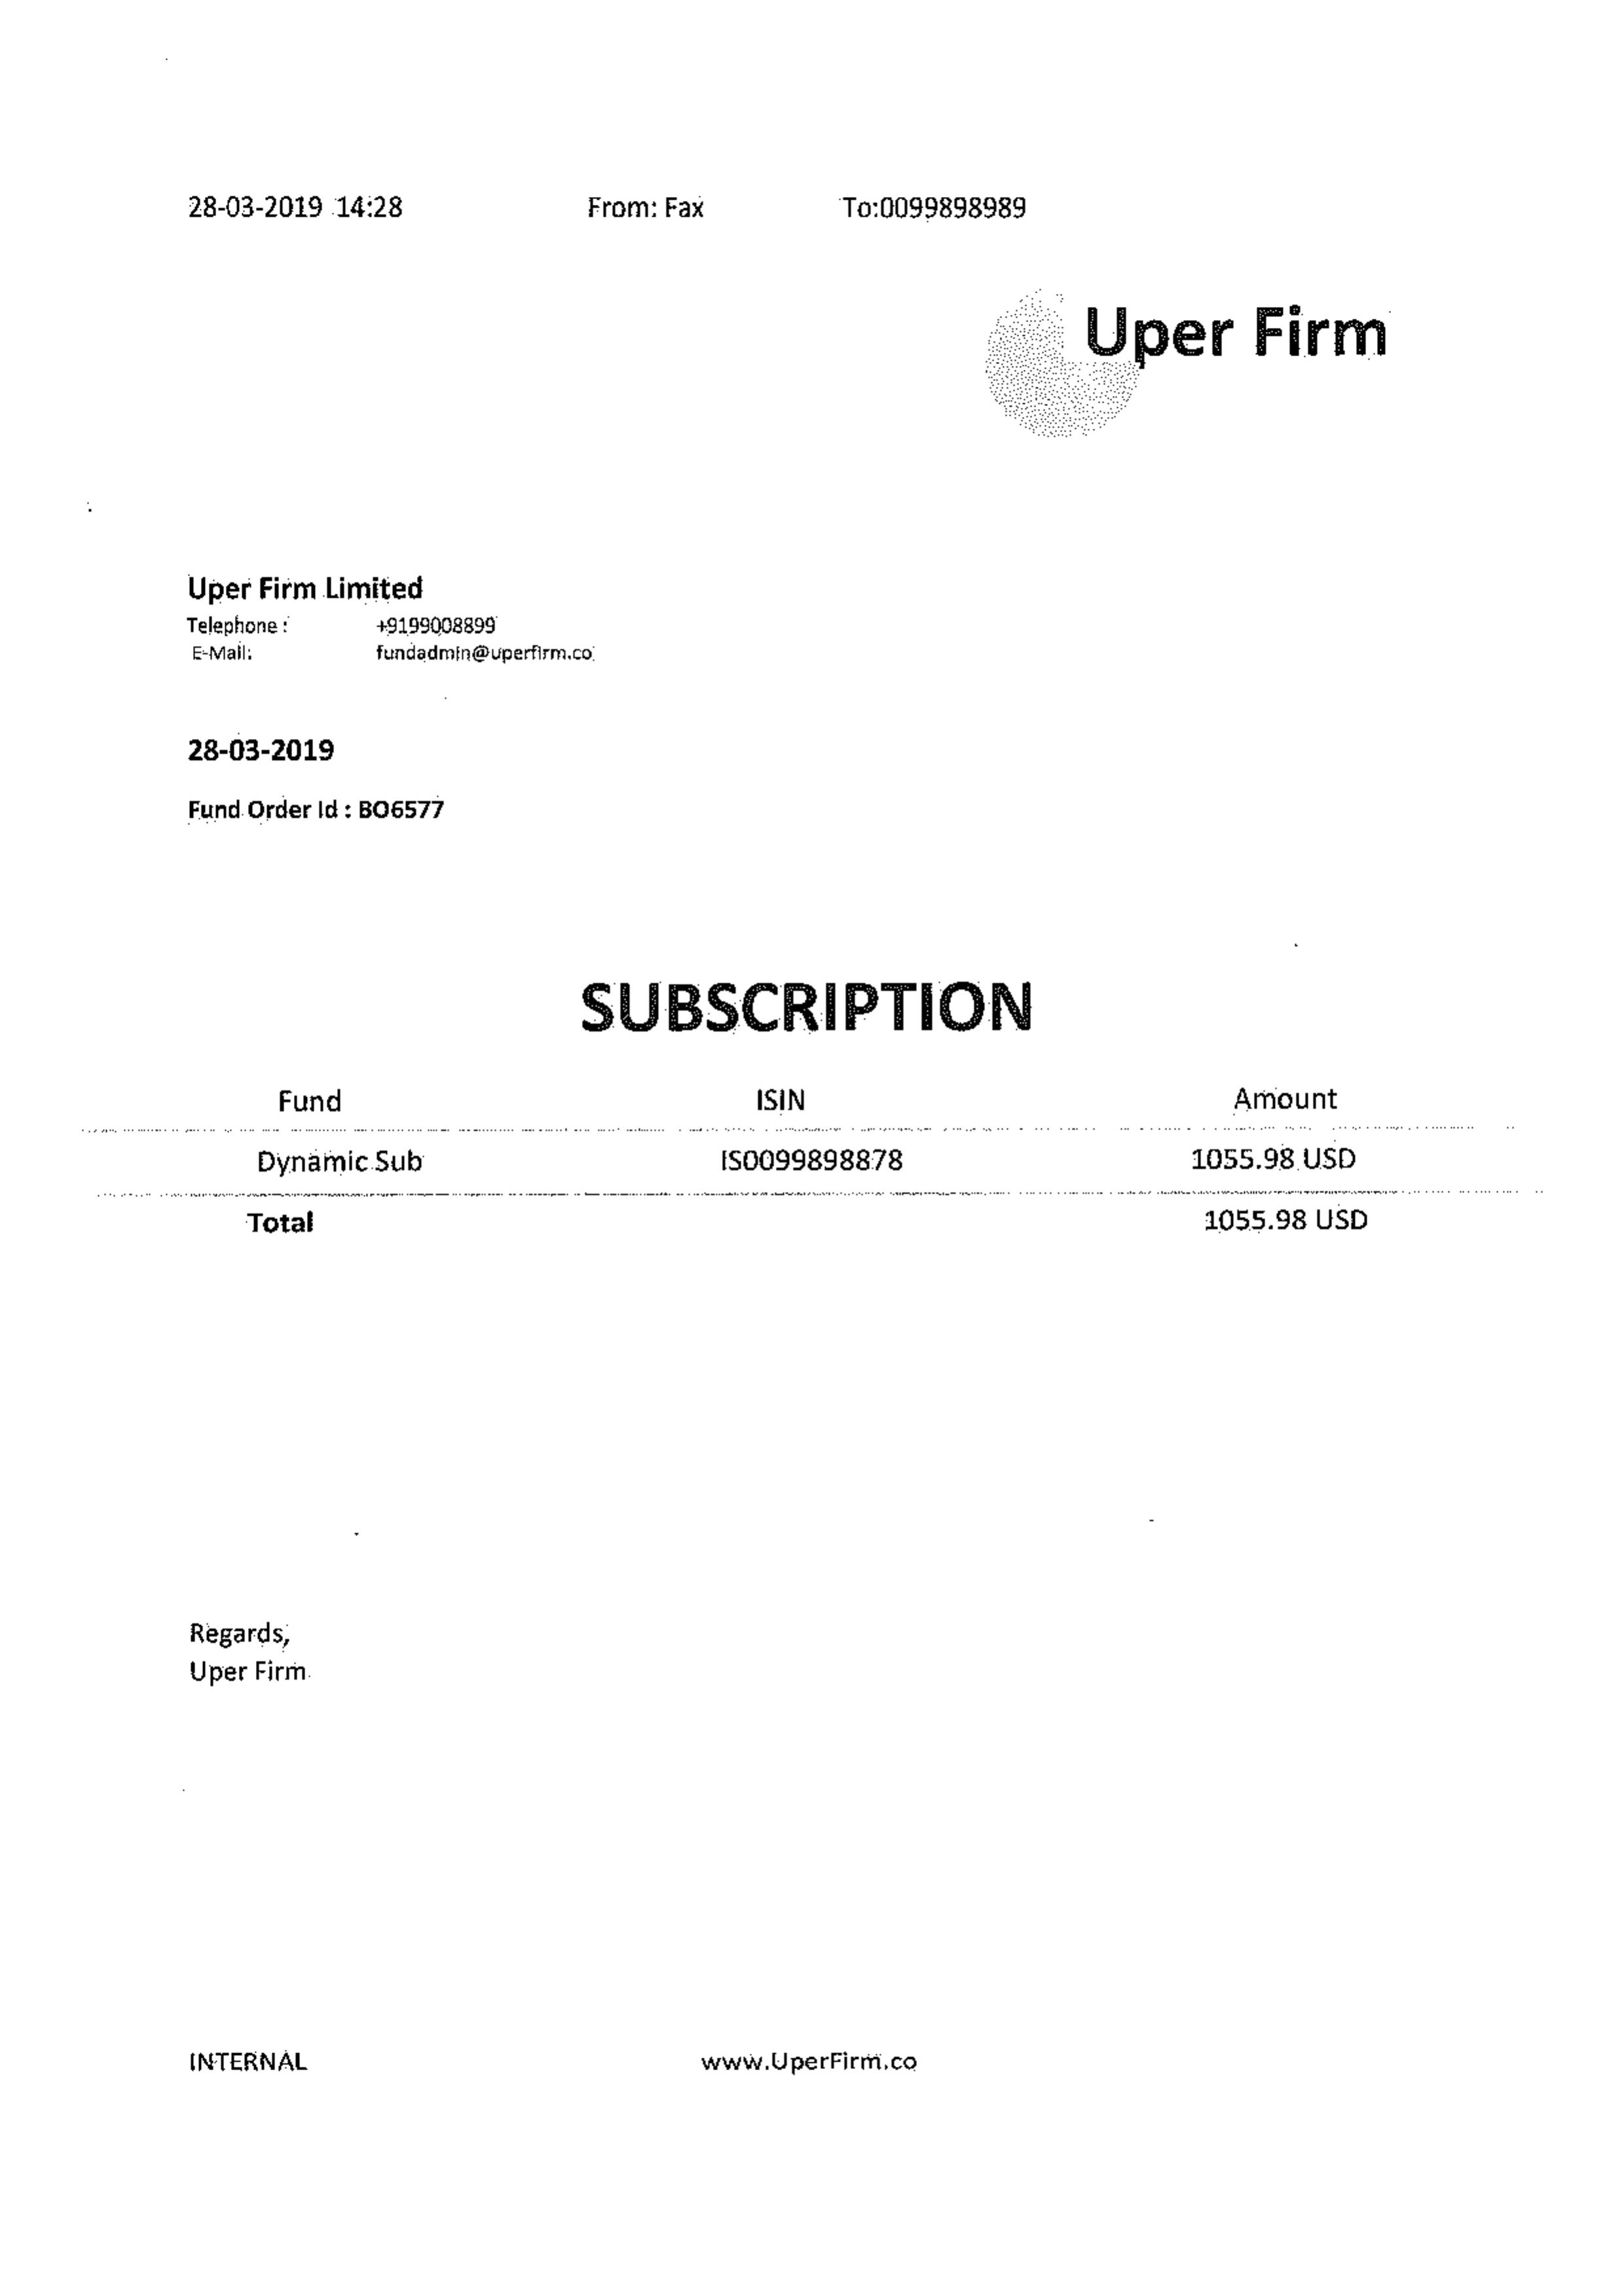 28-03-2019 14:28 From: Fax To:0099898989
Uper Firm
Uper Firm Limited
Telephone : +9199008899
E-Mail: fundadmin@uperfirm.co
28-03-2019
Fund Order Id : BO6577
SUBSCRIPTION
Fund ISIN Amount
Dynamic Sub IS0099898878 1055.98 USD
Total 1055.98 USD
Regards,
Uper Firm
INTERNAL www.UperFirm.co